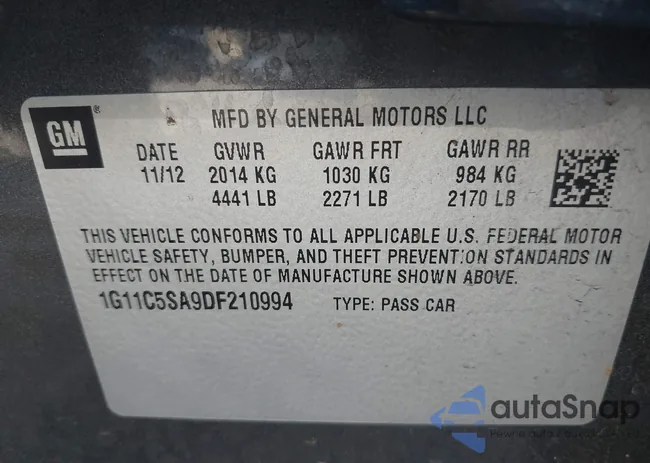 GM
MFD BY GENERAL MOTORS LLC
DATE GVWR GAWR FRT GAWR RR
11/12 2014 KG 1030 KG 984 KG
4441 LB 2271 LB 2170 LB
THIS VEHICLE CONFORMS TO ALL APPLICABLE U.S. FEDERAL MOTOR
VEHICLE SAFETY, BUMPER, AND THEFT PREVENTION STANDARDS IN
EFFECT ON THE DATE OF MANUFACTURE SHOWN ABOVE.
1G11C5SA9DF210994 TYPE: PASS CAR
autaSnap